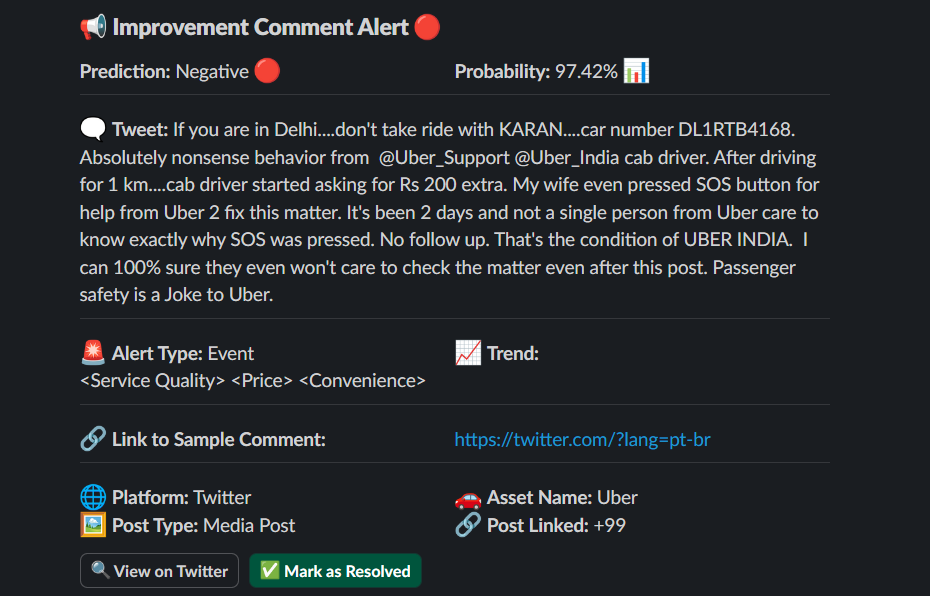 📢 Improvement Comment Alert 🔴
Prediction: Negative 🔴
Probability: 97.42% 📊
🗨️ Tweet: If you are in Delhi....don't take ride with KARAN....car number DL1RTB4168.
Absolutely nonsense behavior from  @Uber_Support @Uber_India cab driver. After driving
for 1 km....cab driver started asking for Rs 200 extra. My wife even pressed SOS button for
help from Uber 2 fix this matter. It's been 2 days and not a single person from Uber care to
know exactly why SOS was pressed. No follow up. That's the condition of UBER INDIA.  I
can 100% sure they even won't care to check the matter even after this post. Passenger
safety is a Joke to Uber.
🚨 Alert Type: Event
<Service Quality> <Price> <Convenience>
📈 Trend:
🔗 Link to Sample Comment:
https://twitter.com/?lang=pt-br
🌐 Platform: Twitter
🚗 Asset Name: Uber
🖼️ Post Type: Media Post
🔗 Post Linked: +99
🔍 View on Twitter
✅ Mark as Resolved